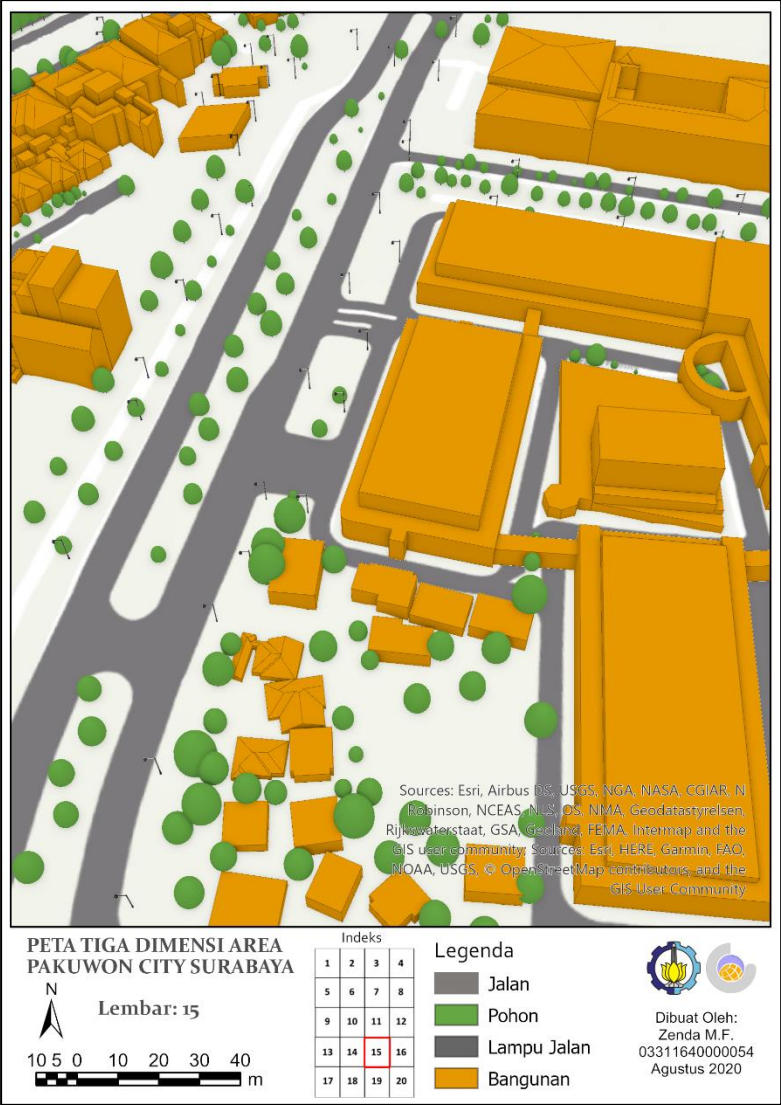 Sources: Esri, Airbus DS, USGS, NGA, NASA, CGIAR, N
Robinson, NCEAS, NLS, OS, NMA, Geodatastyrelsen,
Rijkswaterstaat, GSA, Geoland, FEMA, Intermap and the
GIS user community; Sources: Esri, HERE, Garmin, FAO,
NOAA, USGS, © OpenStreetMap contributors, and the
GIS User Community
PETA TIGA DIMENSI AREA
PAKUWON CITY SURABAYA
N
Lembar: 15
10 5 0 10 20 30 40
m
Indeks
1 2 3 4
5 6 7 8
9 10 11 12
13 14 15 16
17 18 19 20
Legenda
Jalan
Pohon
Lampu Jalan
Bangunan
Dibuat Oleh:
Zenda M.F.
03311640000054
Agustus 2020